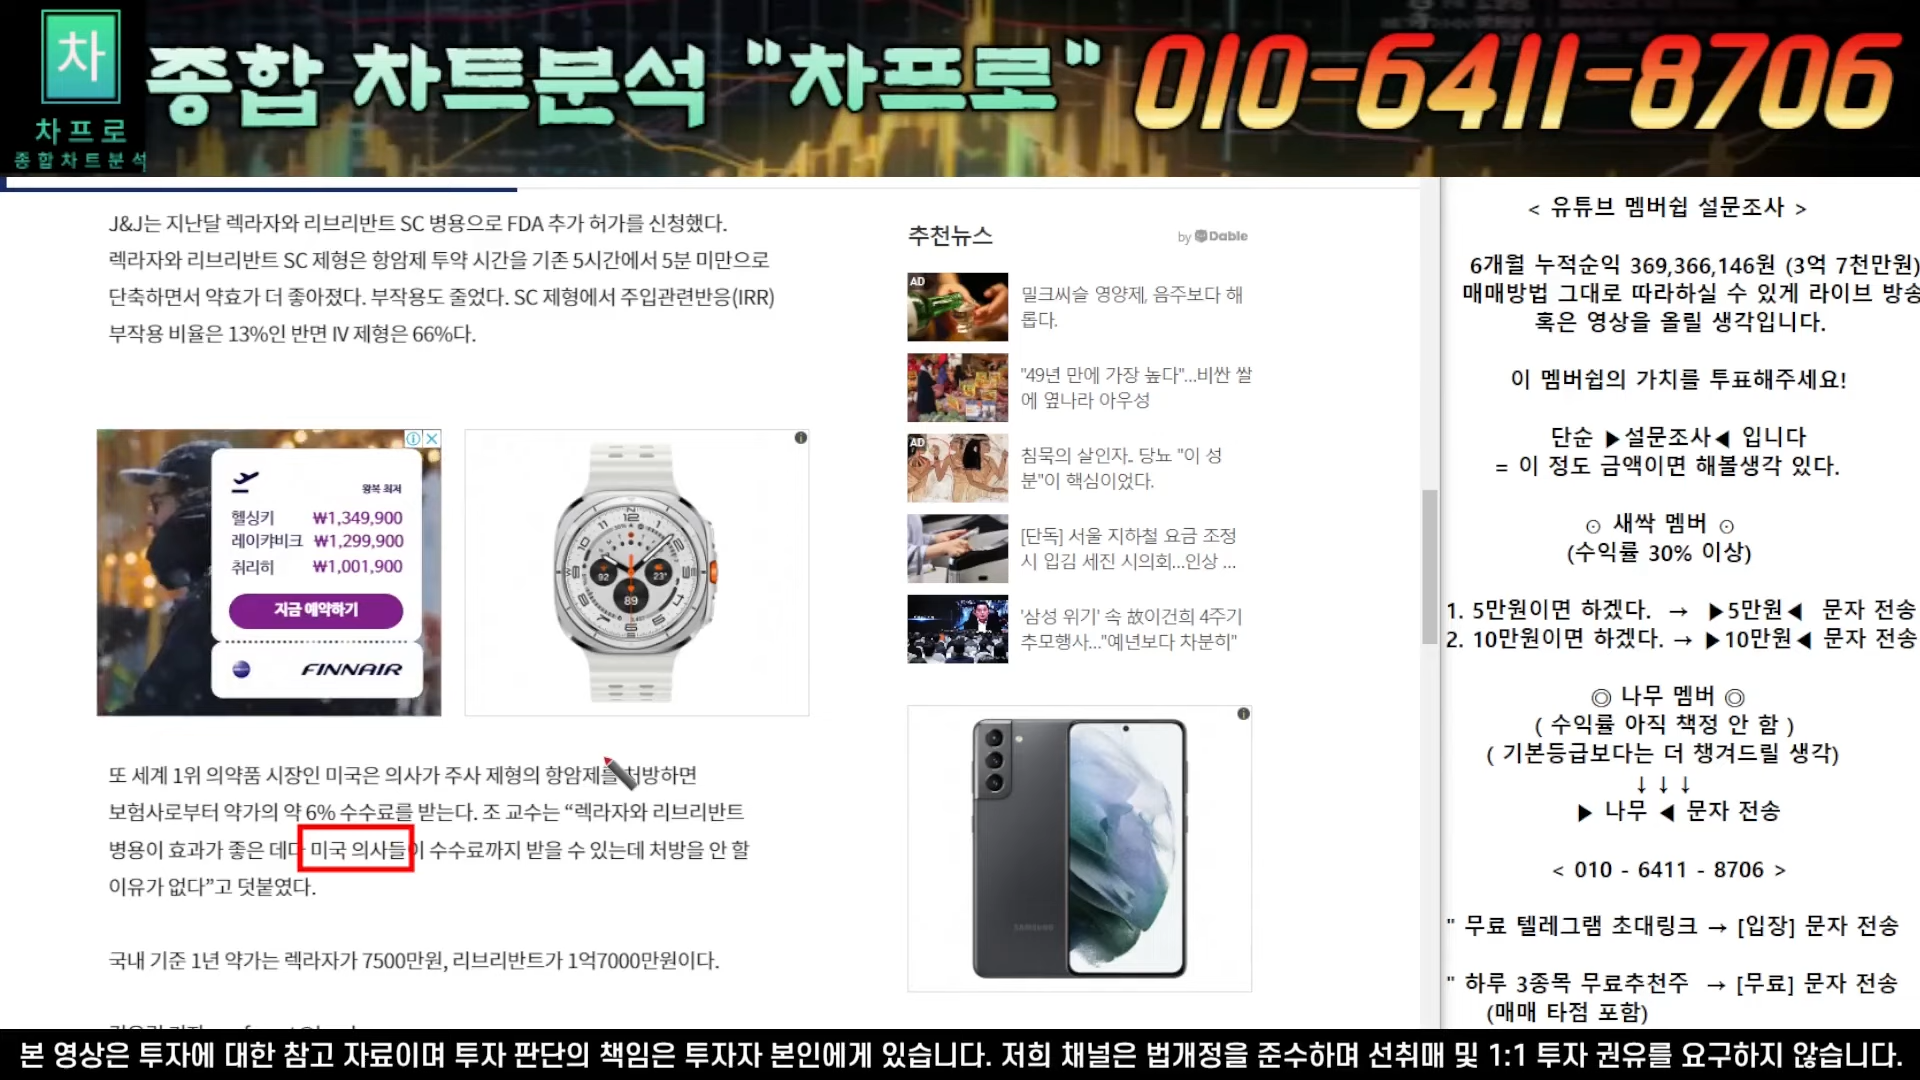 차
차프로
종합차트분석
종합 차트분석 "차프로" 010-6411-8706
J&J는 지난달 렉라자와 리브리반트 SC 병용으로 FDA 추가 허가를 신청했다.
렉라자와 리브리반트 SC 제형은 항암제 투약 시간을 기존 5시간에서 5분 미만으로
단축하면서 약효가 더 좋아졌다. 부작용도 줄었다. SC 제형에서 주입관련반응(IRR)
부작용 비율은 13%인 반면 IV 제형은 66%다.
왕복 최저
헬싱키 ₩1,349,900
레이캬비크 ₩1,299,900
취리히 ₩1,001,900
지금 예약하기
FINNAIR
12
92
23°
89
6
또 세계 1위 의약품 시장인 미국은 의사가 주사 제형의 항암제를 처방하면
보험사로부터 약가의 약 6% 수수료를 받는다. 조 교수는 “렉라자와 리브리반트
병용이 효과가 좋은 데다 미국 의사들이 수수료까지 받을 수 있는데 처방을 안 할
이유가 없다”고 덧붙였다.
국내 기준 1년 약가는 렉라자가 7500만원, 리브리반트가 1억7000만원이다.
추천뉴스
by Dable
AD
밀크씨슬 영양제, 음주보다 해
롭다.
"49년 만에 가장 높다"...비싼 쌀
에 옆나라 아우성
AD
침묵의 살인자.. 당뇨 "이 성
분"이 핵심이었다.
[단독] 서울 지하철 요금 조정
시 입김 세진 시의회...인상 ...
'삼성 위기' 속 故이건희 4주기
추모행사..."예년보다 차분히"
SAMSUNG
< 유튜브 멤버쉽 설문조사 >
6개월 누적순익 369,366,146원 (3억 7천만원)
매매방법 그대로 따라하실 수 있게 라이브 방송
혹은 영상을 올릴 생각입니다.
이 멤버쉽의 가치를 투표해주세요!
단순 ▶설문조사◀ 입니다
= 이 정도 금액이면 해볼생각 있다.
⊙ 새싹 멤버 ⊙
(수익률 30% 이상)
1. 5만원이면 하겠다. → ▶5만원◀ 문자 전송
2. 10만원이면 하겠다. → ▶10만원◀ 문자 전송
◎ 나무 멤버 ◎
( 수익률 아직 책정 안 함 )
( 기본등급보다는 더 챙겨드릴 생각)
↓ ↓ ↓
▶ 나무 ◀ 문자 전송
< 010 - 6411 - 8706 >
" 무료 텔레그램 초대링크 → [입장] 문자 전송
" 하루 3종목 무료추천주 → [무료] 문자 전송
(매매 타점 포함)
본 영상은 투자에 대한 참고 자료이며 투자 판단의 책임은 투자자 본인에게 있습니다. 저희 채널은 법개정을 준수하며 선취매 및 1:1 투자 권유를 요구하지 않습니다.